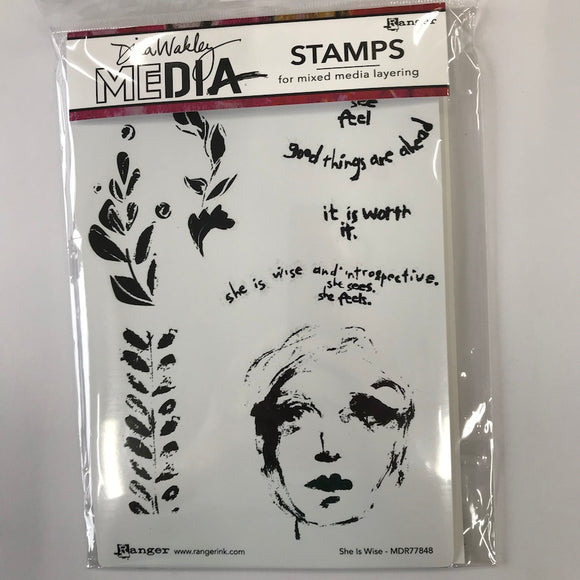 Dina Wakley
MEDIA
Ranger
STAMPS
for mixed media layering
see
feel
good things are ahead
it is worth
it.
she is wise and introspective.
she sees.
she feels.
Ranger www.rangerink.com
She Is Wise - MDR77848